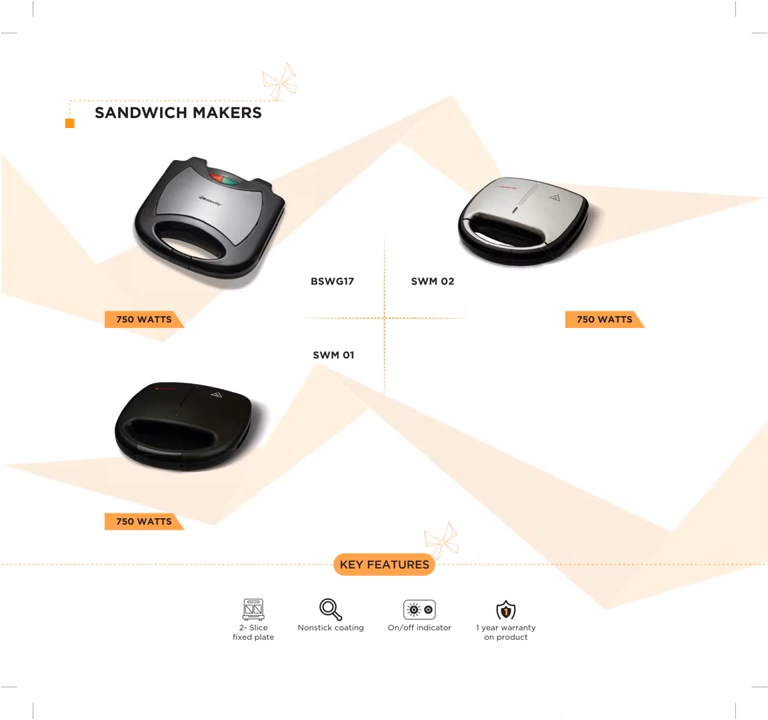 SANDWICH MAKERS
BSWG17
SWM 02
750 WATTS
750 WATTS
SWM 01
750 WATTS
KEY FEATURES
2- Slice
fixed plate
Nonstick coating
On/off indicator
1
1 year warranty
on product